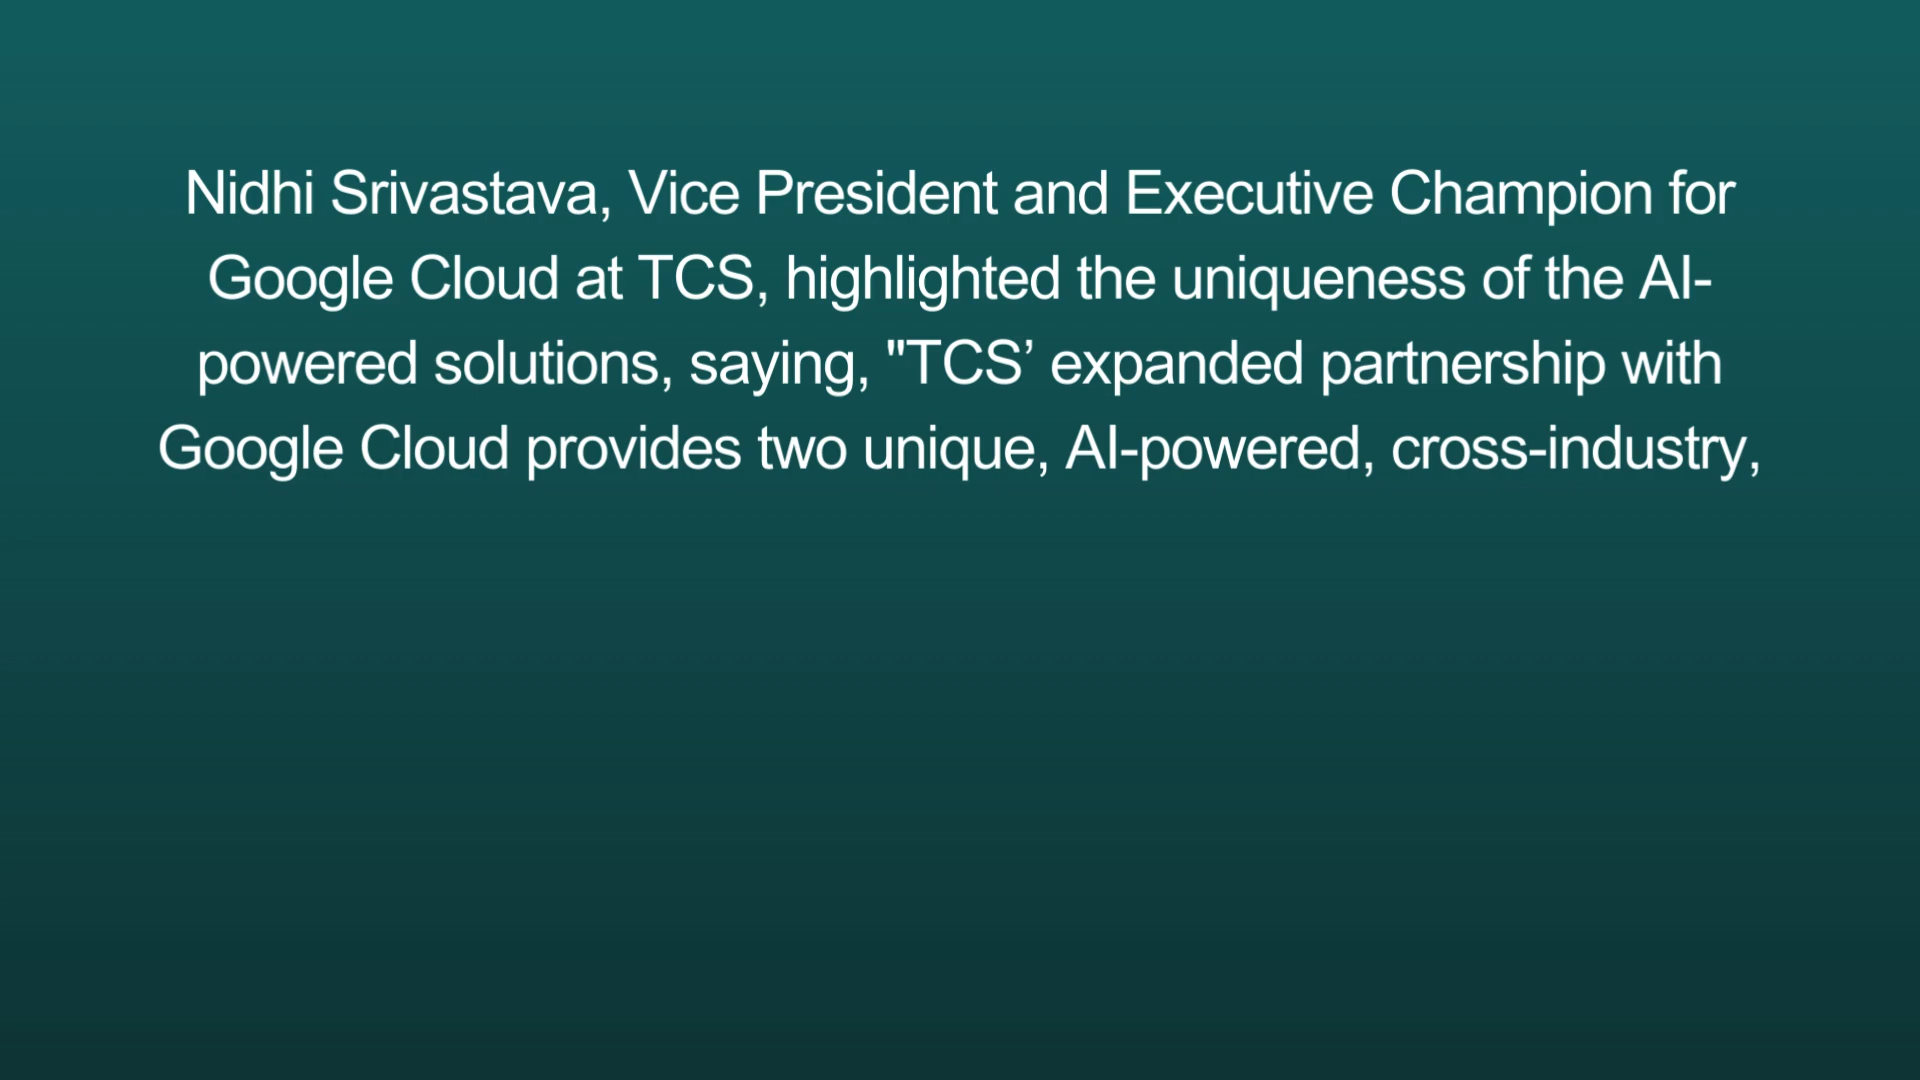 Nidhi Srivastava, Vice President and Executive Champion for
Google Cloud at TCS, highlighted the uniqueness of the AI-
powered solutions, saying, "TCS’ expanded partnership with
Google Cloud provides two unique, AI-powered, cross-industry,